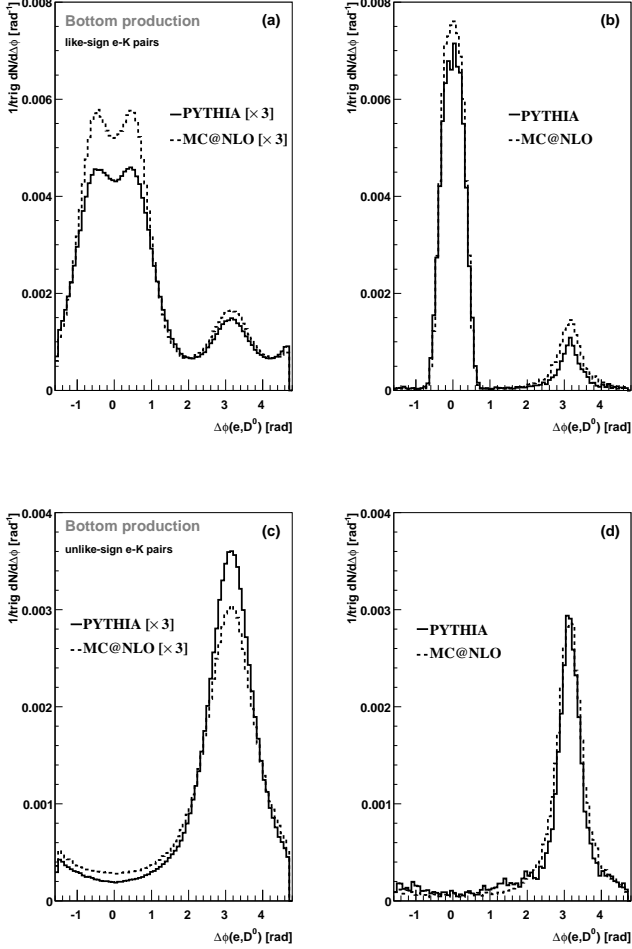 1/trig dN/dΔϕ [rad⁻¹]
0.008
0.006
0.004
0.002
0
Bottom production
like-sign e-K pairs
(a)
PYTHIA [× 3]
MC@NLO [× 3]
-1 0 1 2 3 4
Δϕ(e,D⁰) [rad]
1/trig dN/dΔϕ [rad⁻¹]
0.008
0.006
0.004
0.002
0
(b)
PYTHIA
MC@NLO
-1 0 1 2 3 4
Δϕ(e,D⁰) [rad]
1/trig dN/dΔϕ [rad⁻¹]
0.004
0.003
0.002
0.001
0
Bottom production
unlike-sign e-K pairs
(c)
PYTHIA [× 3]
MC@NLO [× 3]
-1 0 1 2 3 4
Δϕ(e,D⁰) [rad]
1/trig dN/dΔϕ [rad⁻¹]
0.004
0.003
0.002
0.001
0
(d)
PYTHIA
MC@NLO
-1 0 1 2 3 4
Δϕ(e,D⁰) [rad]